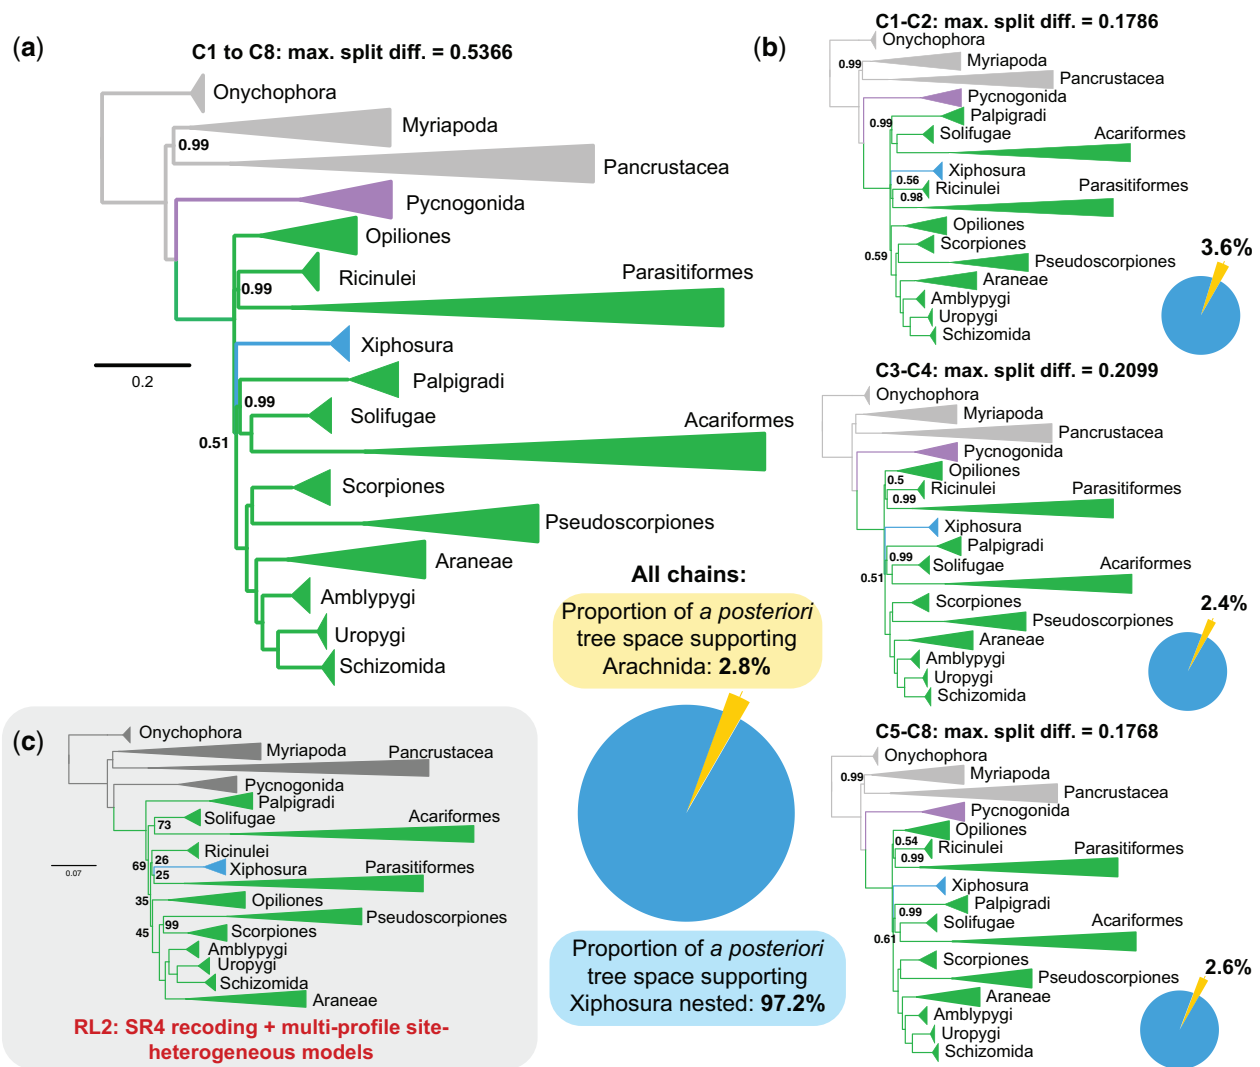 (a)
C1 to C8: max. split diff. = 0.5366
Onychophora
Myriapoda
0.99
Pancrustacea
Pycnogonida
Opiliones
Ricinulei
Parasitiformes
0.99
Xiphosura
0.2
Palpigradi
0.99
Solifugae
Acariformes
0.51
Scorpiones
Pseudoscorpiones
Araneae
Amblypygi
Uropygi
Schizomida
All chains:
Proportion of a posteriori
tree space supporting
Arachnida: 2.8%
Proportion of a posteriori
tree space supporting
Xiphosura nested: 97.2%
(b)
C1-C2: max. split diff. = 0.1786
Onychophora
0.99
Myriapoda
Pancrustacea
Pycnogonida
Palpigradi
0.99
Solifugae
Acariformes
Xiphosura
0.56
Ricinulei
Parasitiformes
0.98
Opiliones
Scorpiones
0.59
Pseudoscorpiones
Araneae
Amblypygi
Uropygi
Schizomida
3.6%
C3-C4: max. split diff. = 0.2099
Onychophora
Myriapoda
Pancrustacea
Pycnogonida
Opiliones
0.5
Ricinulei
Parasitiformes
0.99
Xiphosura
Palpigradi
0.99
Solifugae
Acariformes
0.51
Scorpiones
Pseudoscorpiones
Araneae
Amblypygi
Uropygi
Schizomida
2.4%
C5-C8: max. split diff. = 0.1768
Onychophora
0.99
Myriapoda
Pancrustacea
Pycnogonida
Opiliones
0.54
Ricinulei
Parasitiformes
0.99
Xiphosura
Palpigradi
0.99
Solifugae
Acariformes
0.61
Scorpiones
Pseudoscorpiones
Araneae
Amblypygi
Uropygi
Schizomida
2.6%
(c)
Onychophora
Myriapoda
Pancrustacea
Pycnogonida
Palpigradi
Solifugae
Acariformes
73
Ricinulei
26
69
Xiphosura
Parasitiformes
25
0.07
35
Opiliones
Pseudoscorpiones
99
45
Scorpiones
Amblypygi
Uropygi
Schizomida
Araneae
RL2: SR4 recoding + multi-profile site-
heterogeneous models